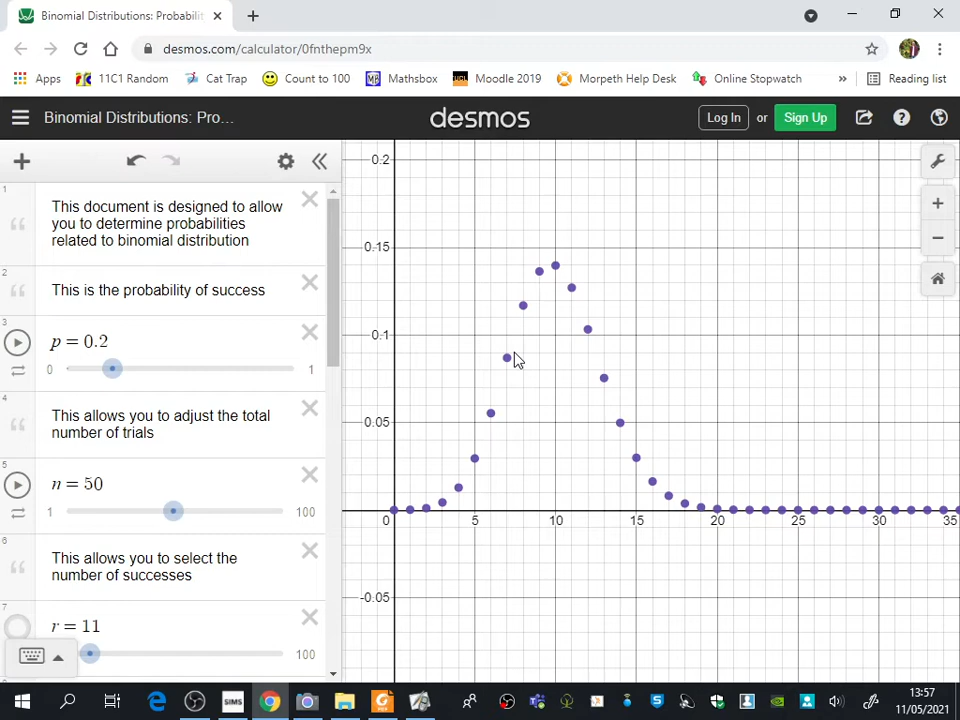 Binomial Distributions: Probabilit
desmos.com/calculator/0fnthepm9x
Apps 11C1 Random Cat Trap Count to 100 Mathsbox Moodle 2019 Morpeth Help Desk Online Stopwatch » Reading list
Binomial Distributions: Pro... desmos Log In or Sign Up
1
This document is designed to allow
you to determine probabilities
related to binomial distribution
2
This is the probability of success
3
p = 0.2
0 1
4
This allows you to adjust the total
number of trials
5
n = 50
1 100
6
This allows you to select the
number of successes
7
r = 11
100
0.2
0.15
0.1
0.05
0 5 10 15 20 25 30 35
-0.05
13:57
11/05/2021
SIMS